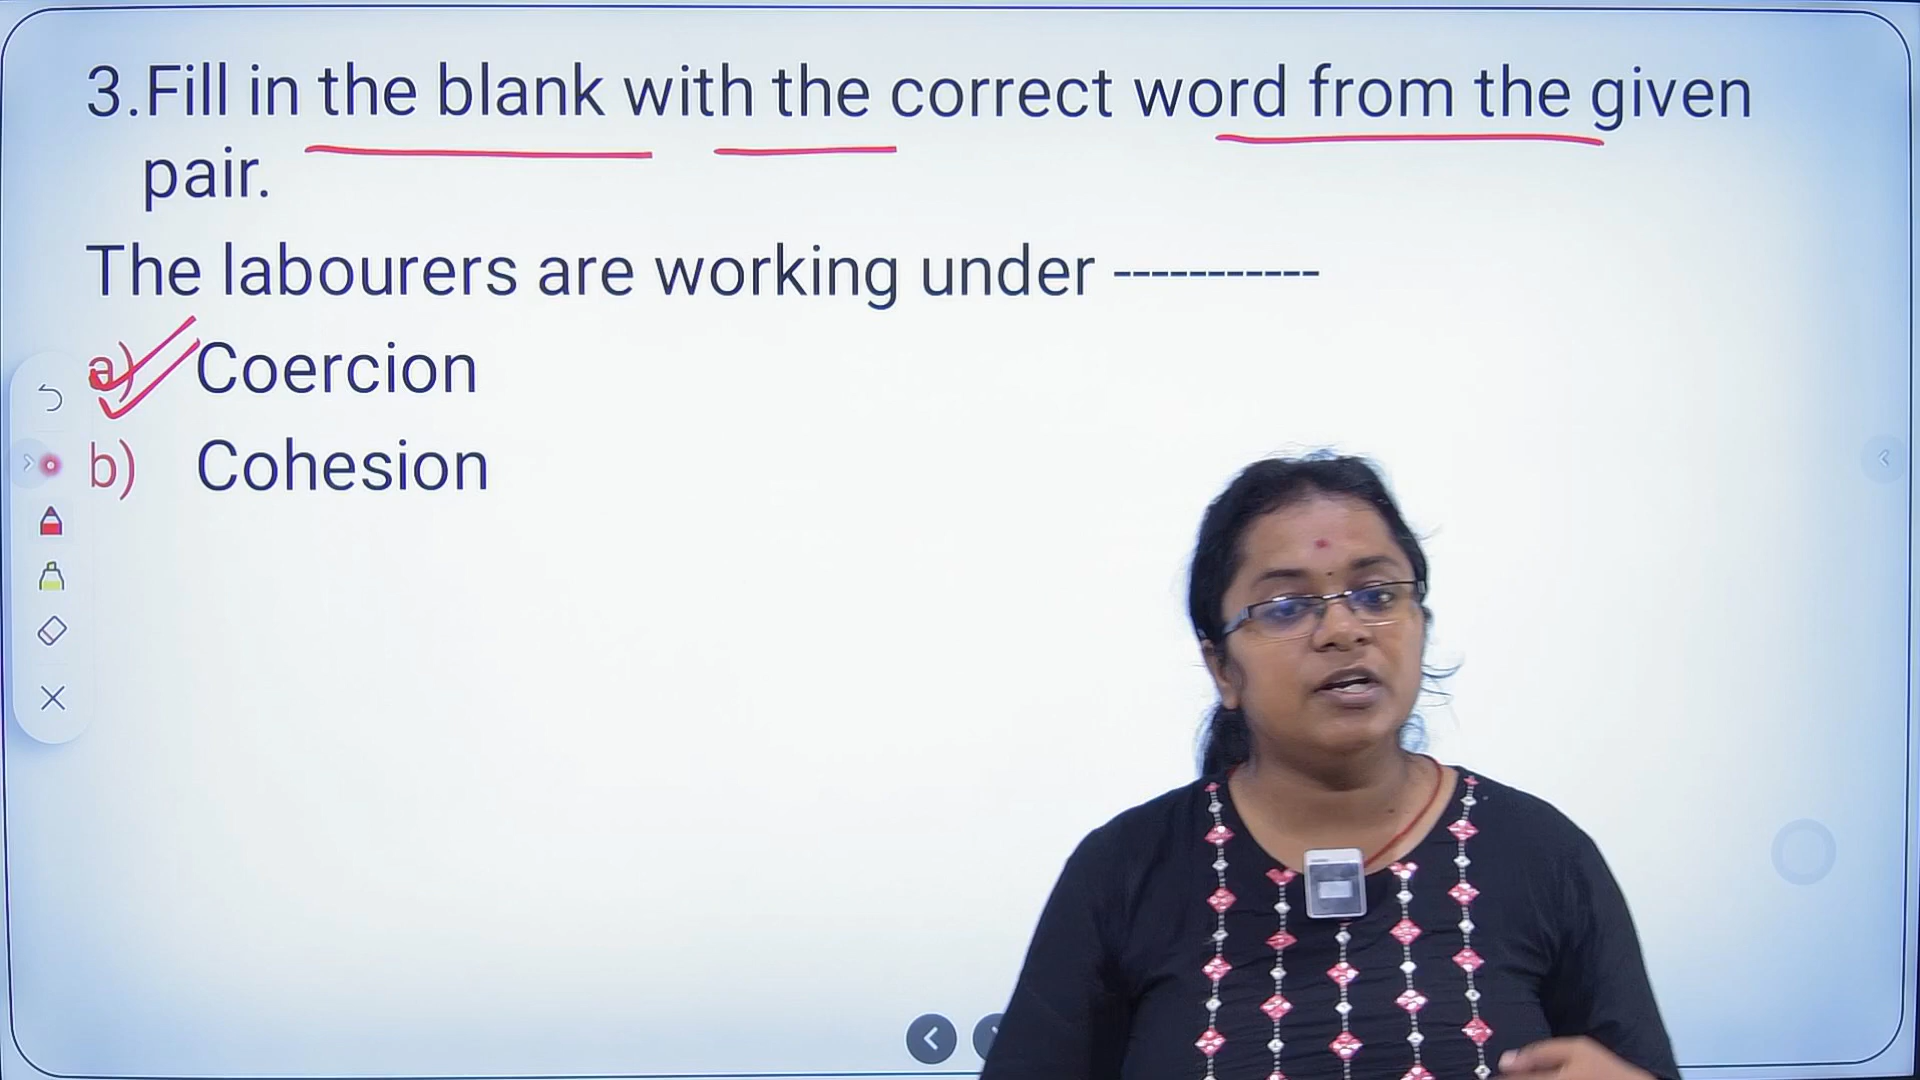 3.Fill in the blank with the correct word from the given
pair.
The labourers are working under -----------
a) Coercion
b) Cohesion